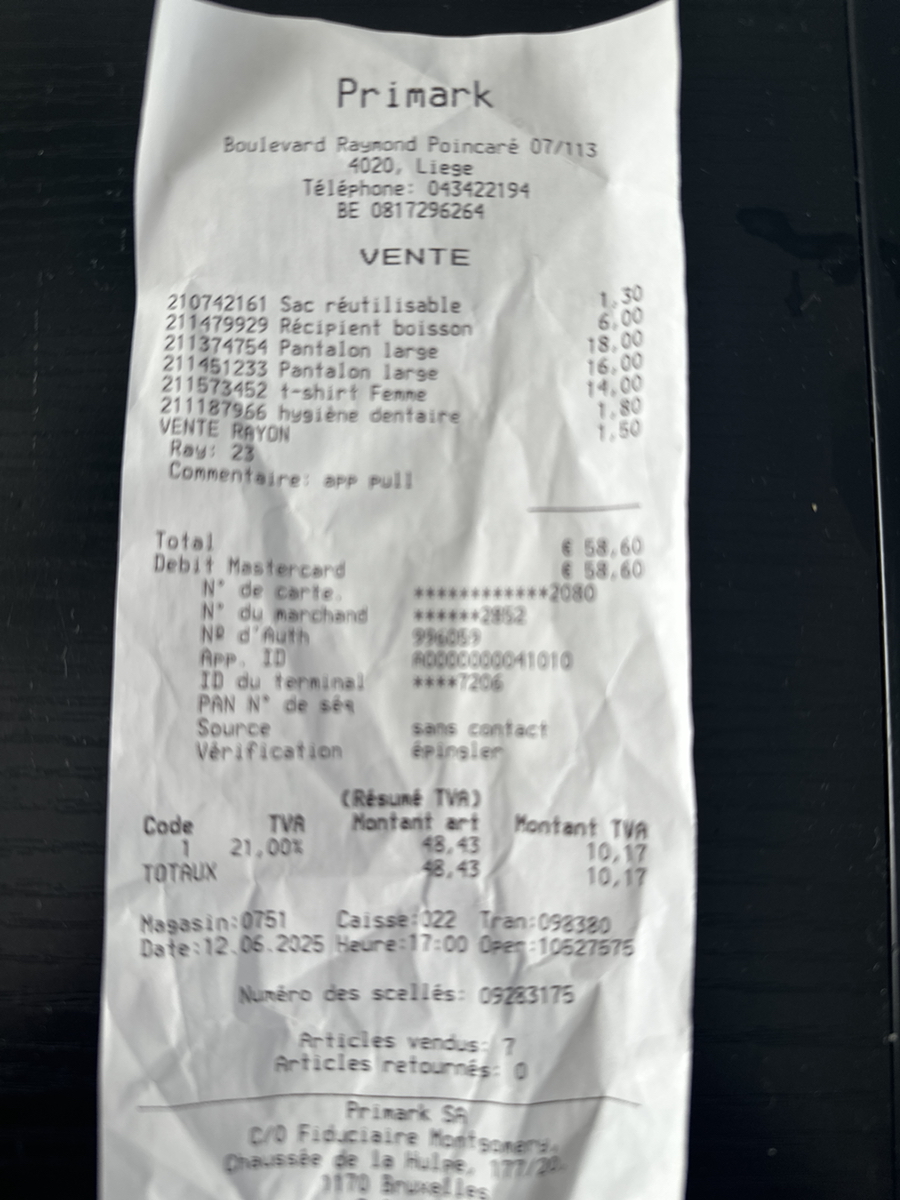 Primark
Boulevard Raymond Poincaré 07/113
4020, Liege
Téléphone: 043422194
BE 0817296264
VENTE
210742161 Sac réutilisable 1,30
211479929 Récipient boisson 6,00
211374754 Pantalon large 18,00
211451233 Pantalon large 16,00
211573452 t-shirt Femme 14,00
211187966 hygiène dentaire 1,80
VENTE RAYON 1,50
Ray: 23
Commentaire: app pull
Total € 58,60
Debit Mastercard € 58,60
N° de carte. ************2080
N° du marchand ******2852
Nº d'Auth 996059
App. ID A0000000041010
ID du terminal ****7206
PAN N° de séq
Source sans contact
Vérification épingler
(Résumé TVA)
Code TVA Montant art Montant TVA
1 21,00% 48,43 10,17
TOTAUX 48,43 10,17
Magasin:0751 Caisse:022 Tran:098380
Date:12.06.2025 Heure:17:00 Oper:10527575
Numéro des scellés: 09283175
Articles vendus: 7
Articles retournés: 0
Primark SA
C/O Fiduciaire Montgomery,
Chaussée de la Hulpe, 177/20,
1170 Bruxelles